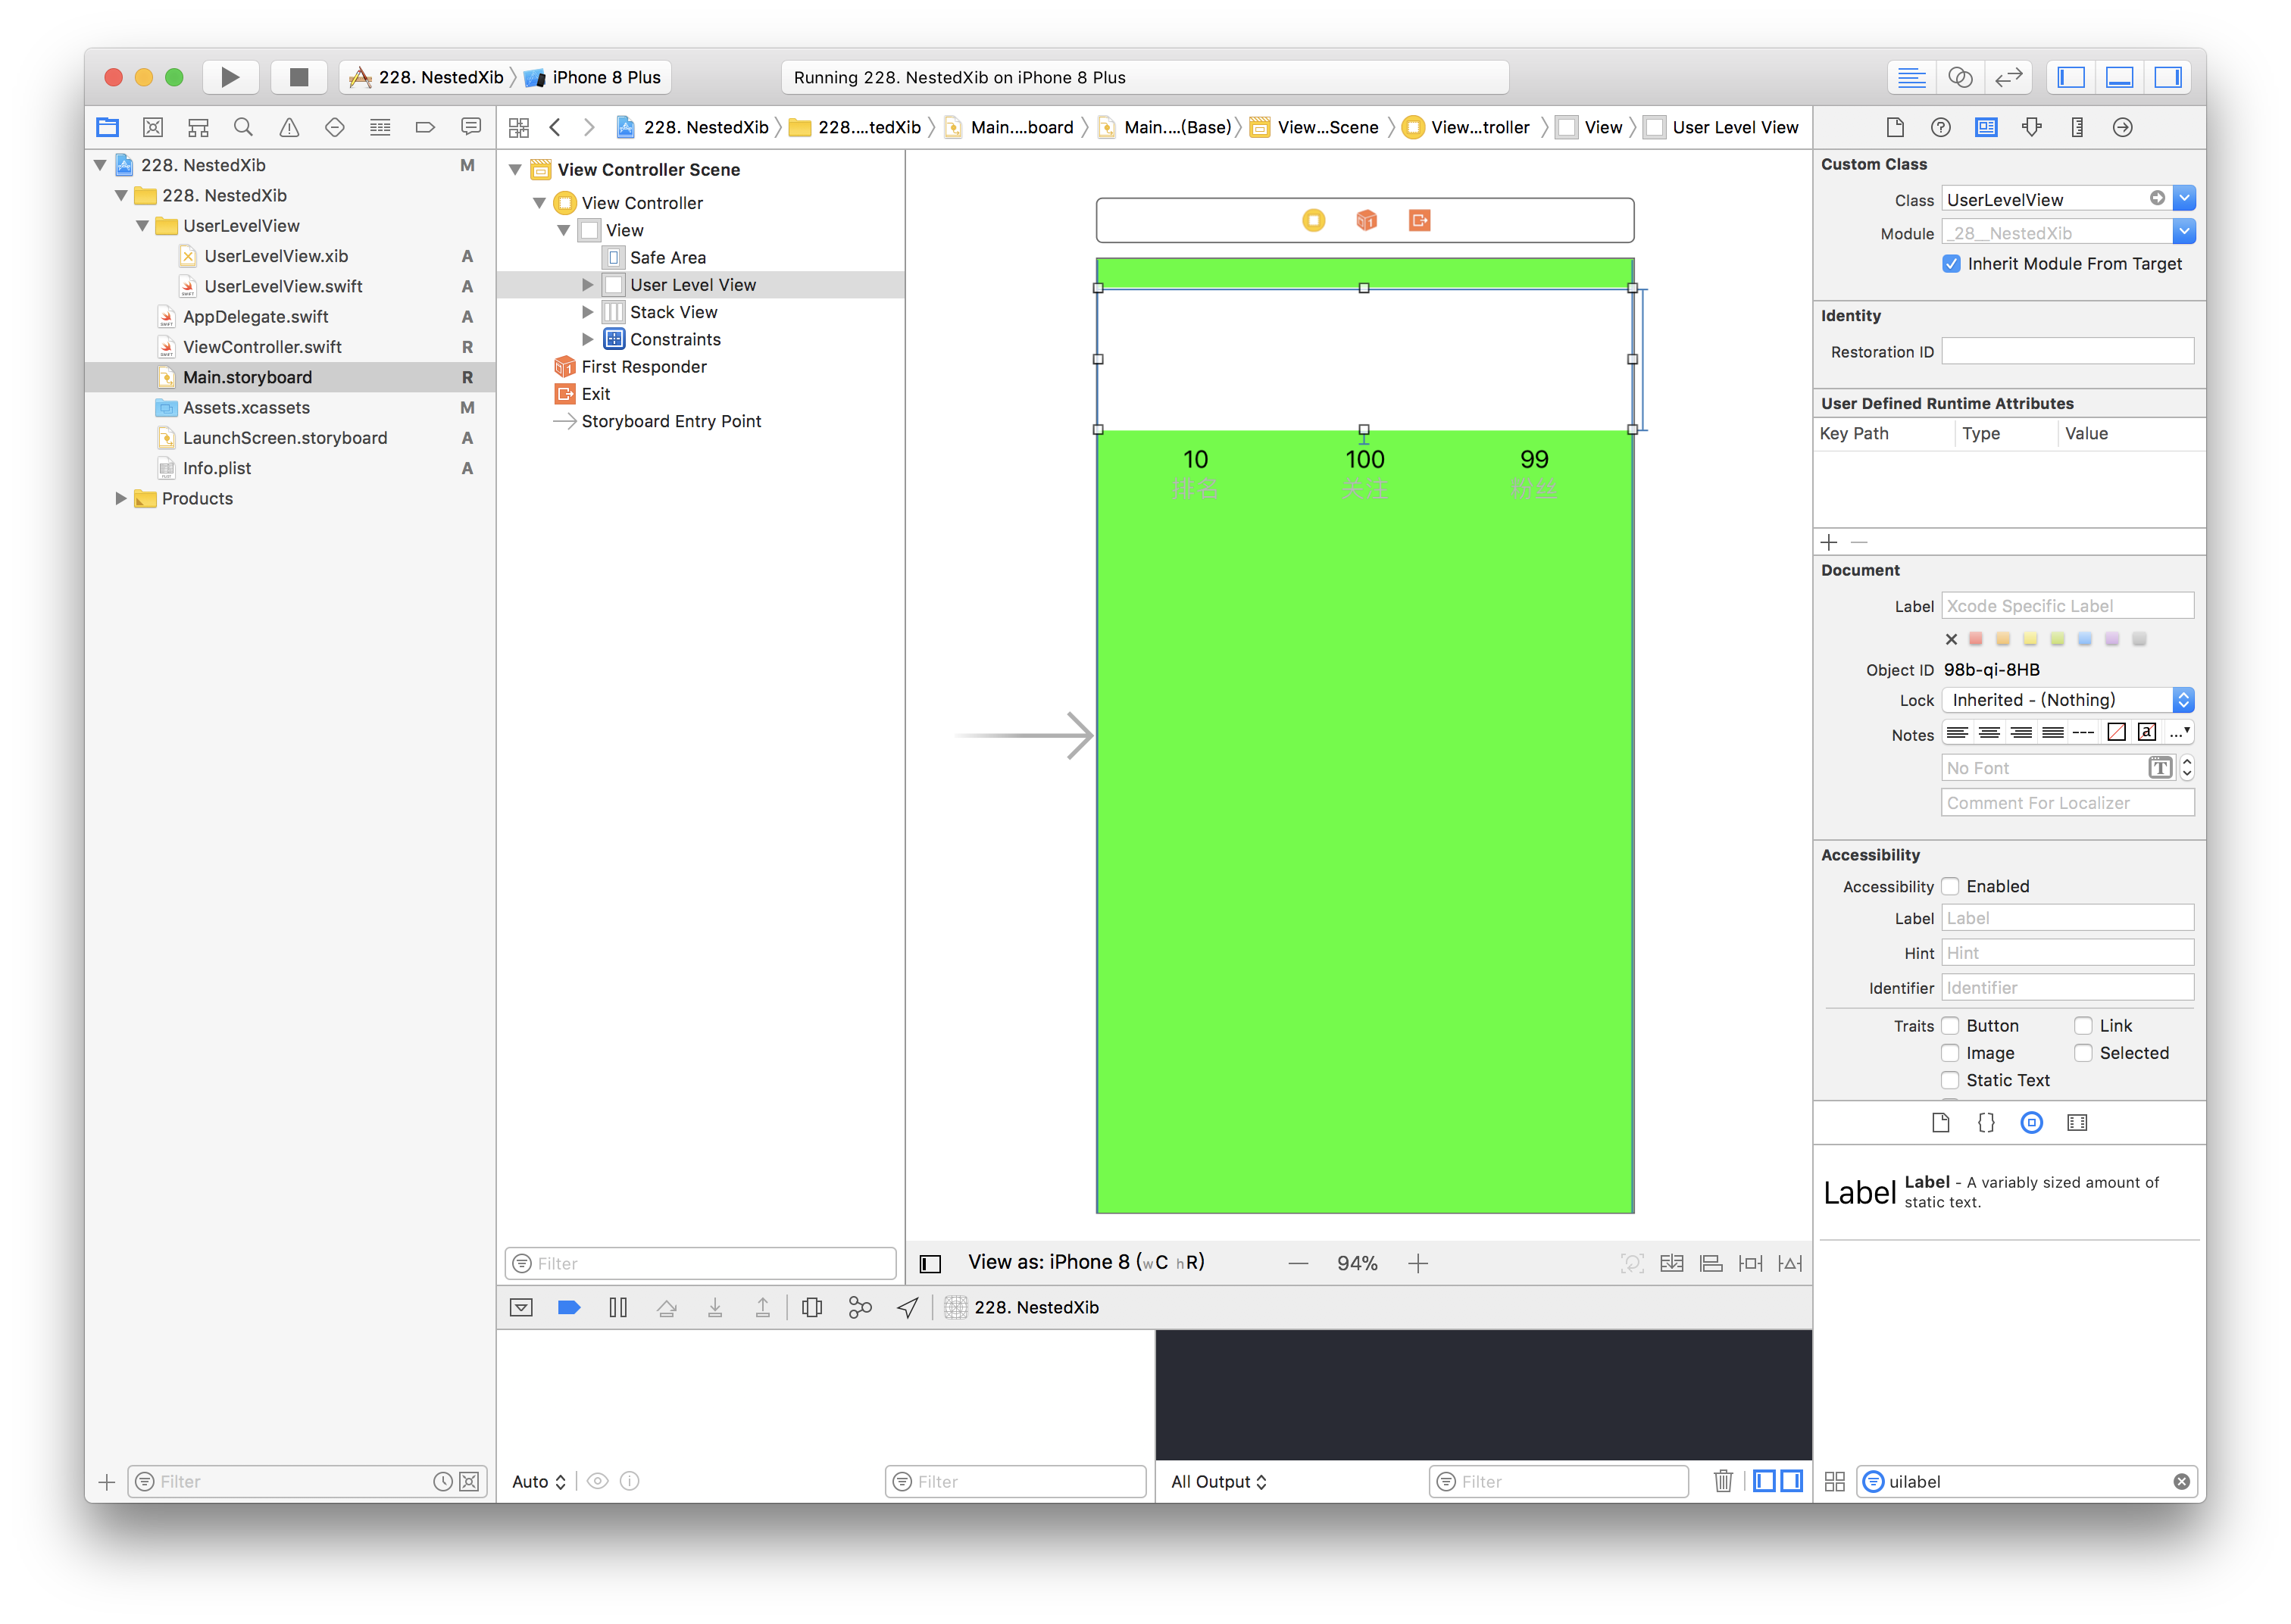 228. NestedXib
iPhone 8 Plus
Running 228. NestedXib on iPhone 8 Plus
228. NestedXib
228....tedXib
Main....board
Main....(Base)
View...Scene
View...troller
View
User Level View
228. NestedXib M
228. NestedXib
UserLevelView
UserLevelView.xib A
UserLevelView.swift A
AppDelegate.swift A
ViewController.swift R
Main.storyboard R
Assets.xcassets M
LaunchScreen.storyboard A
Info.plist A
Products
Filter
View Controller Scene
View Controller
View
Safe Area
User Level View
Stack View
Constraints
First Responder
Exit
Storyboard Entry Point
Filter
10 100 99
排名 关注 粉丝
View as: iPhone 8 (wC hR)
94%
228. NestedXib
Auto
Filter
All Output
Filter
Custom Class
Class UserLevelView
Module _28__NestedXib
Inherit Module From Target
Identity
Restoration ID
User Defined Runtime Attributes
Key Path Type Value
Document
Label Xcode Specific Label
Object ID 98b-qi-8HB
Lock Inherited - (Nothing)
Notes
No Font
Comment For Localizer
Accessibility
Accessibility Enabled
Label Label
Hint Hint
Identifier Identifier
Traits Button Link
Image Selected
Static Text
Label
Label - A variably sized amount of
static text.
uilabel